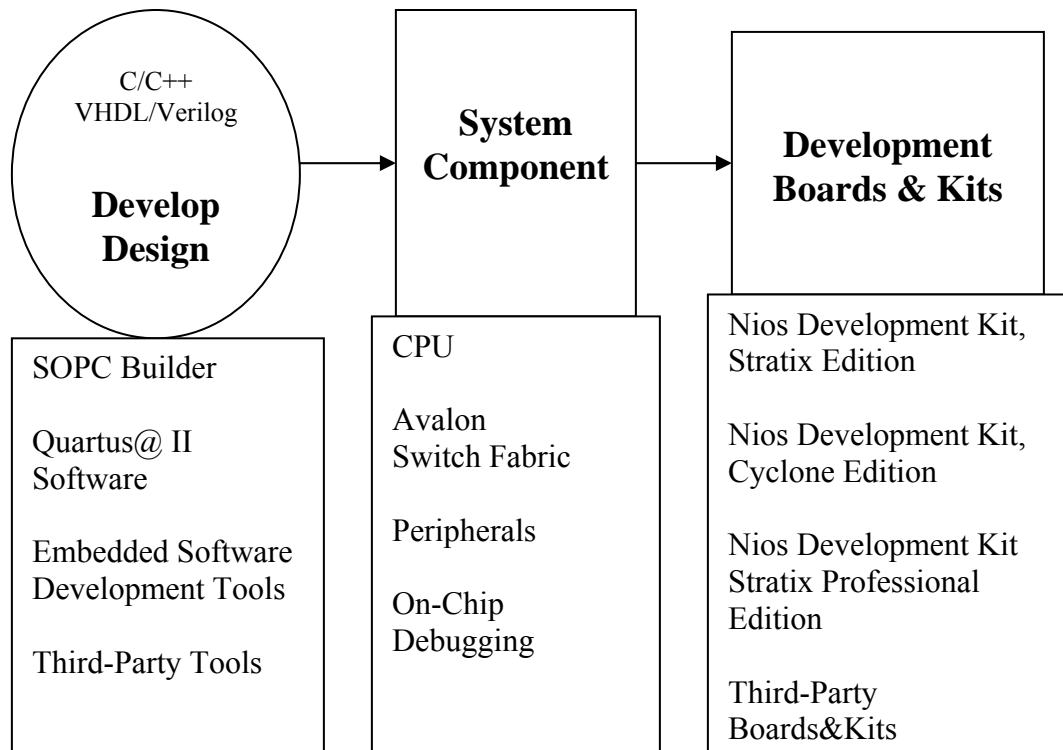 C/C++
VHDL/Verilog
Develop
Design
System
Component
Development
Boards & Kits
SOPC Builder
Quartus@ II
Software
Embedded Software
Development Tools
Third-Party Tools
CPU
Avalon
Switch Fabric
Peripherals
On-Chip
Debugging
Nios Development Kit,
Stratix Edition
Nios Development Kit,
Cyclone Edition
Nios Development Kit
Stratix Professional
Edition
Third-Party
Boards&Kits